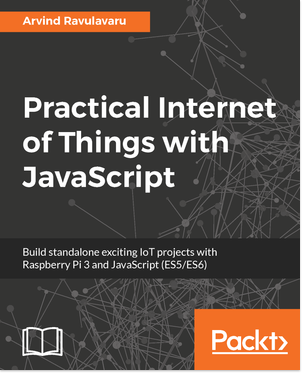 Arvind Ravulavaru
Practical Internet
of Things with
JavaScript
Build standalone exciting IoT projects with
Raspberry Pi 3 and JavaScript (ES5/ES6)
Packt>